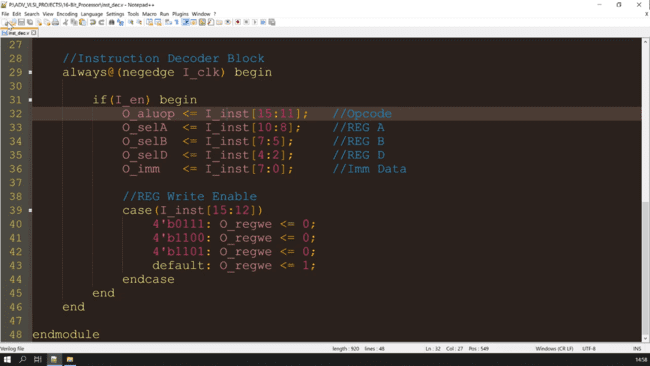 P:\ADV_VLSI_PROJECTS\16-Bit_Processor\inst_dec.v - Notepad++
File Edit Search View Encoding Language Settings Tools Macro Run Plugins Window ? X
inst_dec.v
27
28 //Instruction Decoder Block
29 always@(negedge I_clk) begin
30
31 if(I_en) begin
32 O_aluop <= I_inst[15:11]; //Opcode
33 O_selA <= I_inst[10:8]; //REG A
34 O_selB <= I_inst[7:5]; //REG B
35 O_selD <= I_inst[4:2]; //REG D
36 O_imm <= I_inst[7:0]; //Imm Data
37
38 //REG Write Enable
39 case(I_inst[15:12])
40 4'b0111: O_regwe <= 0;
41 4'b1100: O_regwe <= 0;
42 4'b1101: O_regwe <= 0;
43 default: O_regwe <= 1;
44 endcase
45 end
46 end
47
48 endmodule
Verilog file length : 920 lines : 48 Ln : 32 Col : 27 Pos : 549 Windows (CR LF) UTF-8 INS
14:58